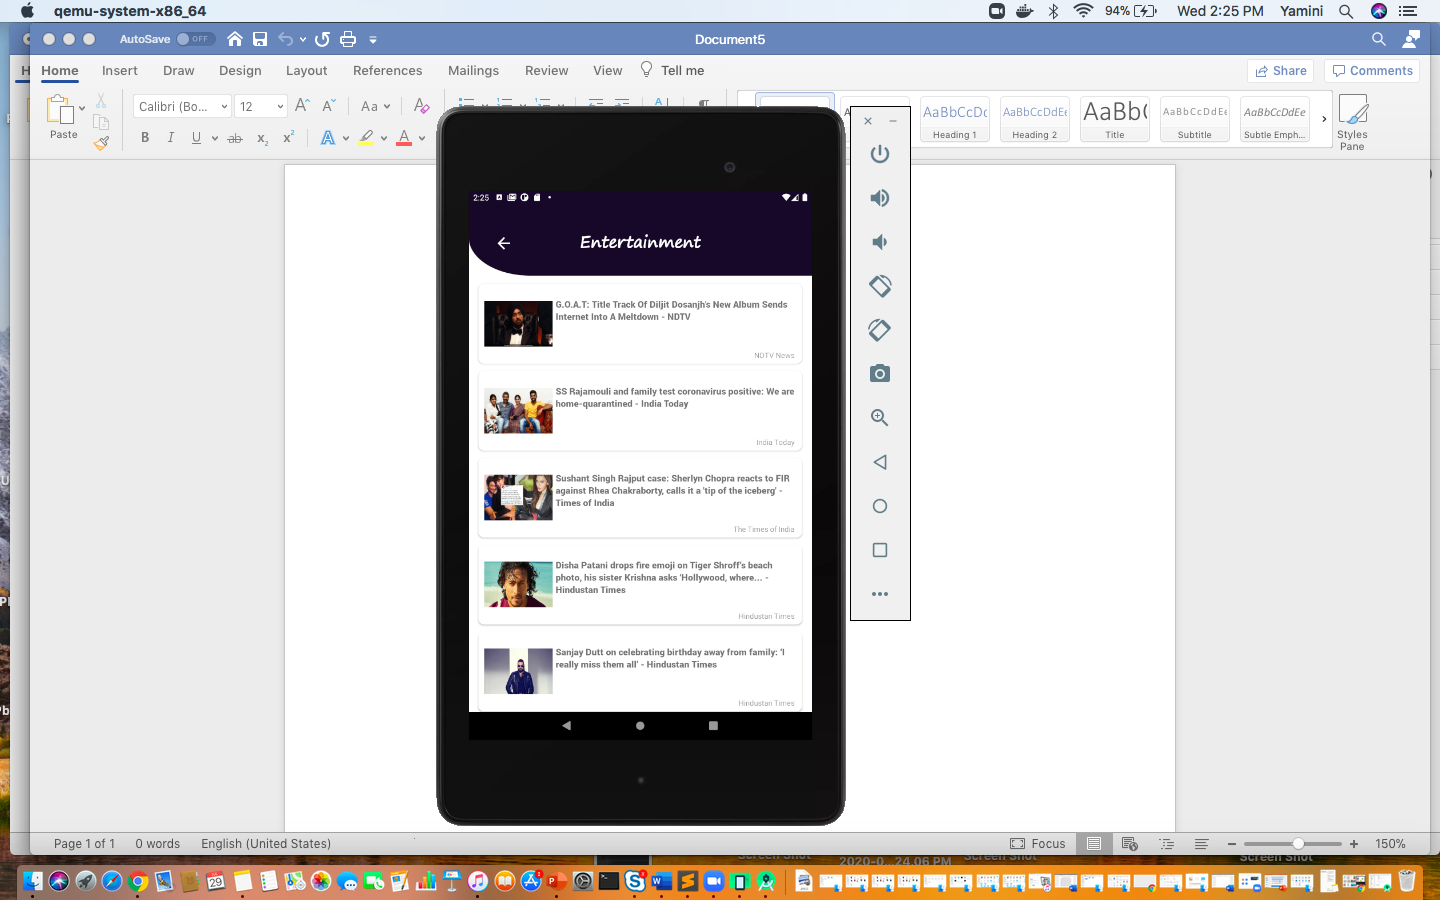 qemu-system-x86_64
94%
Wed 2:25 PM
Yamini
AutoSave
OFF
Document5
Home
Insert
Draw
Design
Layout
References
Mailings
Review
View
Tell me
Share
Comments
Paste
Calibri (Bo...
12
Heading 1
Heading 2
Title
Subtitle
Subtle Emph...
Styles
Pane
2:25
Entertainment
G.O.A.T: Title Track Of Diljit Dosanjh's New Album Sends
Internet Into A Meltdown - NDTV
NDTV News
SS Rajamouli and family test coronavirus positive: We are
home-quarantined - India Today
India Today
Sushant Singh Rajput case: Sherlyn Chopra reacts to FIR
against Rhea Chakraborty, calls it a 'tip of the iceberg' -
Times of India
The Times of India
Disha Patani drops fire emoji on Tiger Shroff's beach
photo, his sister Krishna asks 'Hollywood, where... -
Hindustan Times
Hindustan Times
Sanjay Dutt on celebrating birthday away from family: 'I
really miss them all' - Hindustan Times
Hindustan Times
Page 1 of 1
0 words
English (United States)
Focus
150%
2020-0...24.06 PM
Screen Shot
Screen Shot